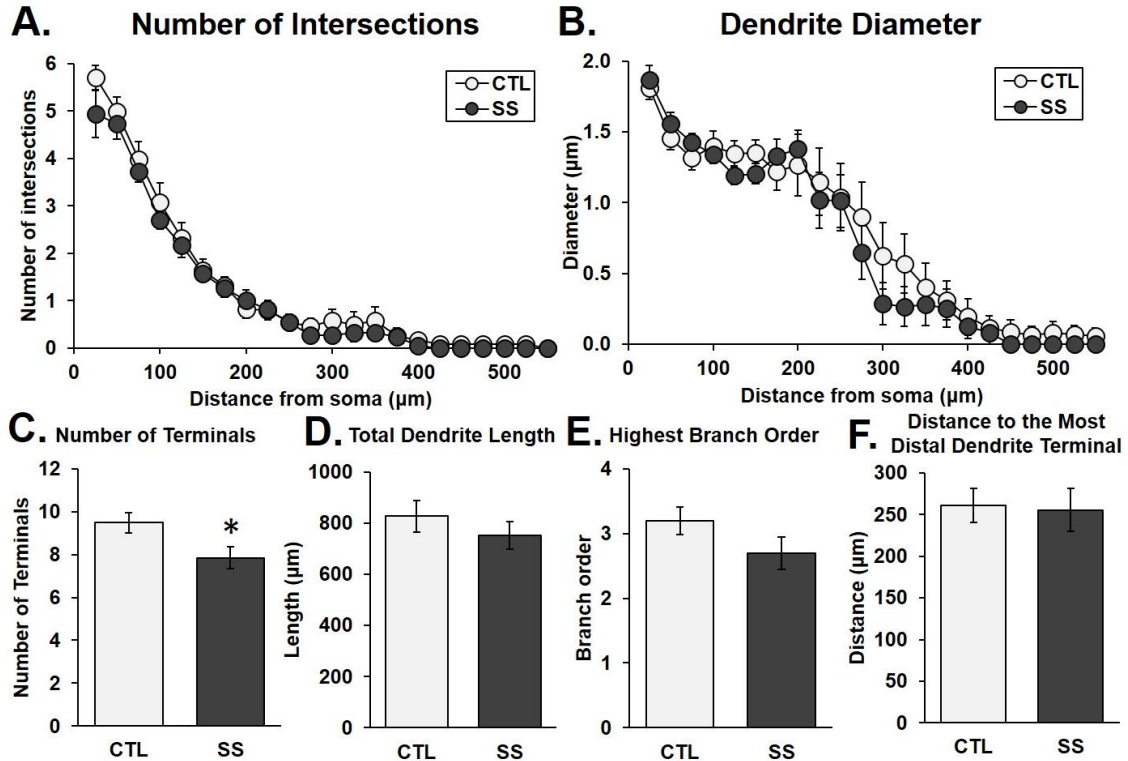 A. Number of Intersections
6
5
4
3
2
1
0
Number of intersections
CTL
SS
0 100 200 300 400 500
Distance from soma (µm)
B. Dendrite Diameter
2.0
1.5
1.0
0.5
0.0
Diameter (µm)
CTL
SS
0 100 200 300 400 500
Distance from soma (µm)
C. Number of Terminals
12
10
8
6
4
2
0
Number of Terminals
*
CTL SS
D. Total Dendrite Length
1000
800
600
400
200
0
Length (µm)
CTL SS
E. Highest Branch Order
4
3
2
1
0
Branch order
CTL SS
F. Distance to the Most
Distal Dendrite Terminal
300
250
200
150
100
50
0
Distance (µm)
CTL SS